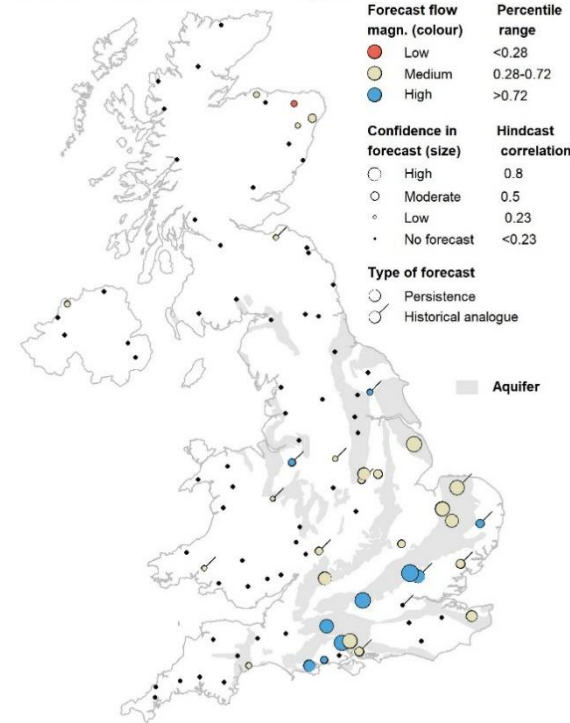 Forecast flow Percentile
magn. (colour) range
Low <0.28
Medium 0.28-0.72
High >0.72
Confidence in Hindcast
forecast (size) correlation
High 0.8
Moderate 0.5
Low 0.23
No forecast <0.23
Type of forecast
Persistence
Historical analogue
Aquifer